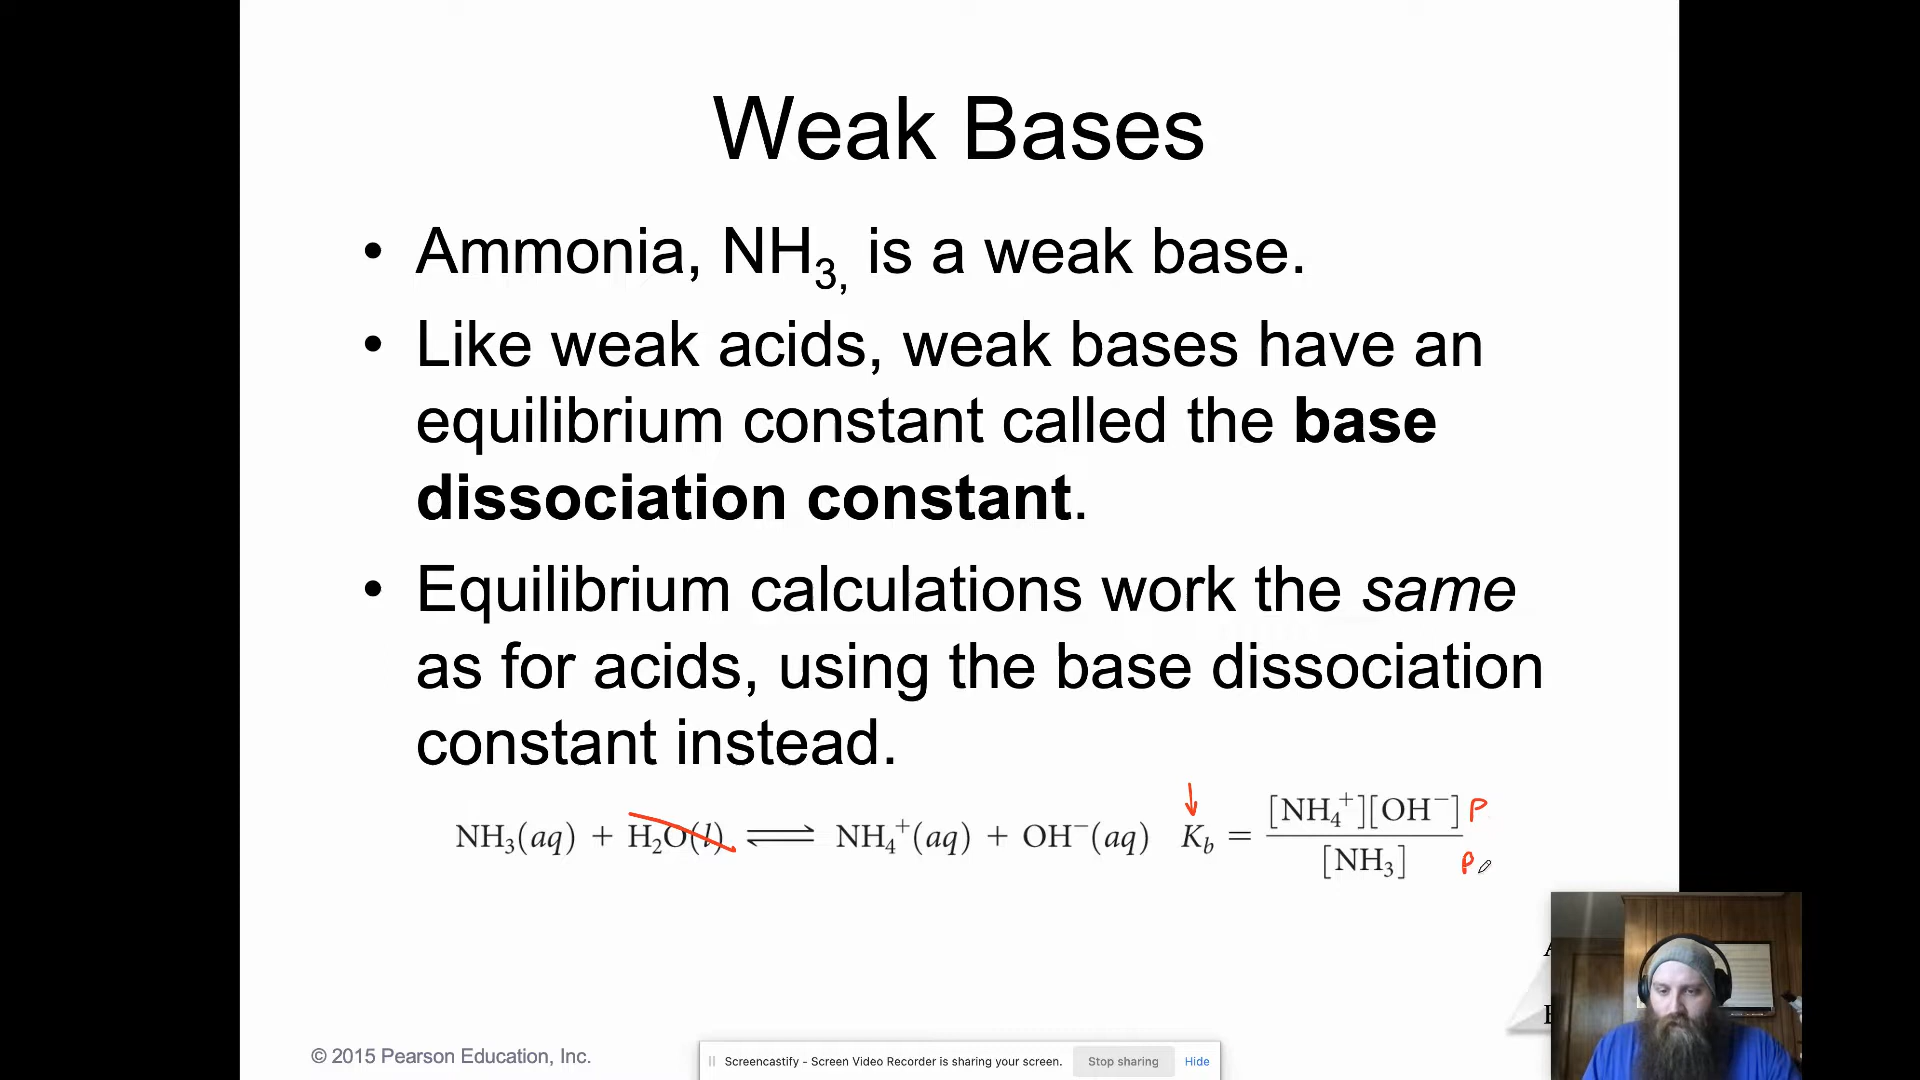 Weak Bases
• Ammonia, NH₃, is a weak base.
• Like weak acids, weak bases have an
equilibrium constant called the base
dissociation constant.
• Equilibrium calculations work the same
as for acids, using the base dissociation
constant instead.
NH₃(aq) + H₂O(l) ⇌ NH₄⁺(aq) + OH⁻(aq) K_b = [NH₄⁺][OH⁻] / [NH₃]
P
P
© 2015 Pearson Education, Inc.
Screencastify - Screen Video Recorder is sharing your screen. Stop sharing Hide